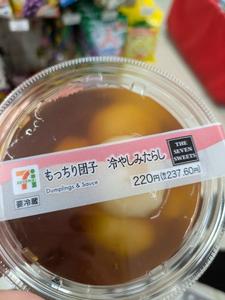 もっちり団子 冷やしみたらし
Dumplings & Sauce
THE
SEVEN
SWEETS
要冷蔵
220円(税込237.60円)